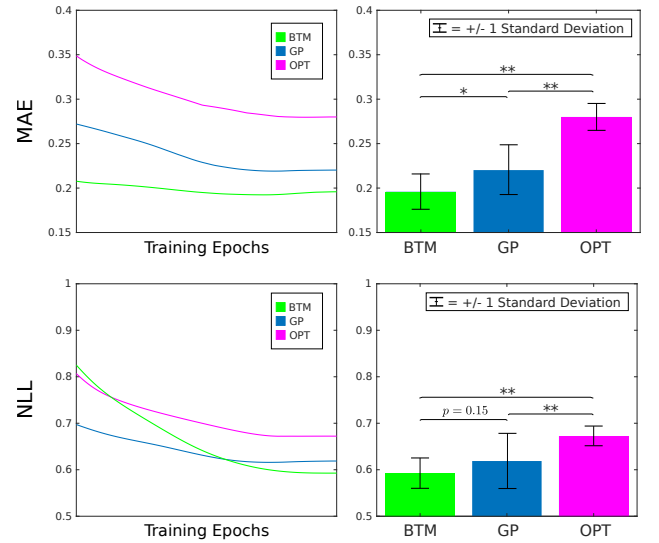 MAE
0.4
0.35
0.3
0.25
0.2
0.15
BTM
GP
OPT
Training Epochs
0.4
0.35
0.3
0.25
0.2
0.15
= +/- 1 Standard Deviation
**
*
**
BTM GP OPT
NLL
1
0.9
0.8
0.7
0.6
0.5
BTM
GP
OPT
Training Epochs
1
0.9
0.8
0.7
0.6
0.5
= +/- 1 Standard Deviation
**
p = 0.15
**
BTM GP OPT